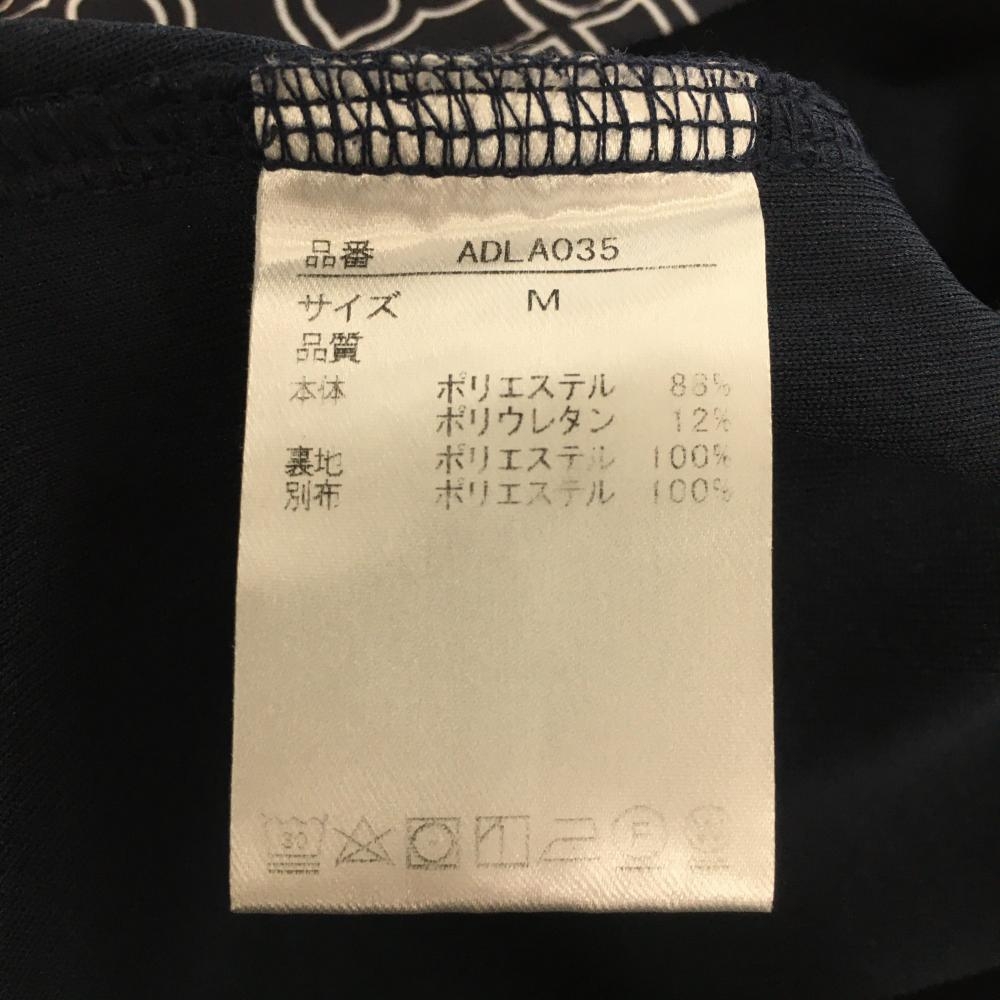 品番 ADLA035
サイズ M
品質
本体 ポリエステル 88%
ポリウレタン 12%
裏地 ポリエステル 100%
別布 ポリエステル 100%
30